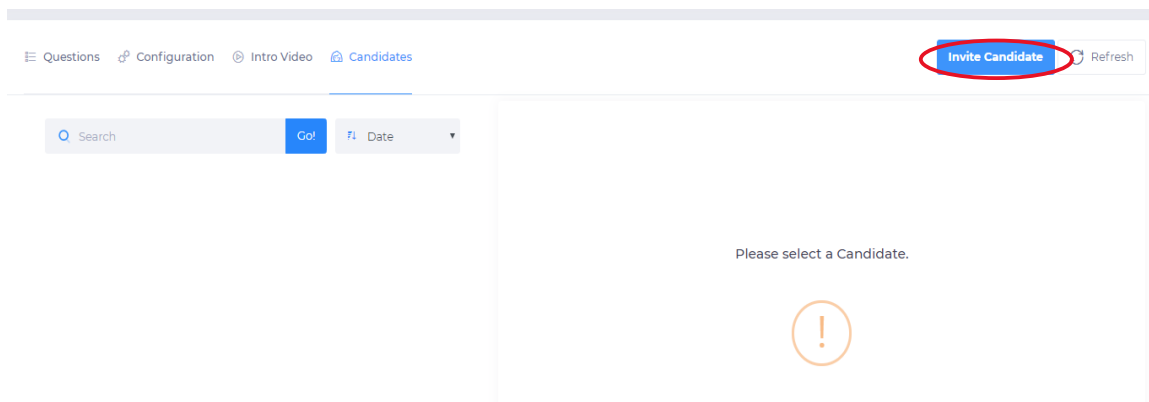 Questions Configuration Intro Video Candidates Invite Candidate Refresh
Search Go! Date
Please select a Candidate.
!